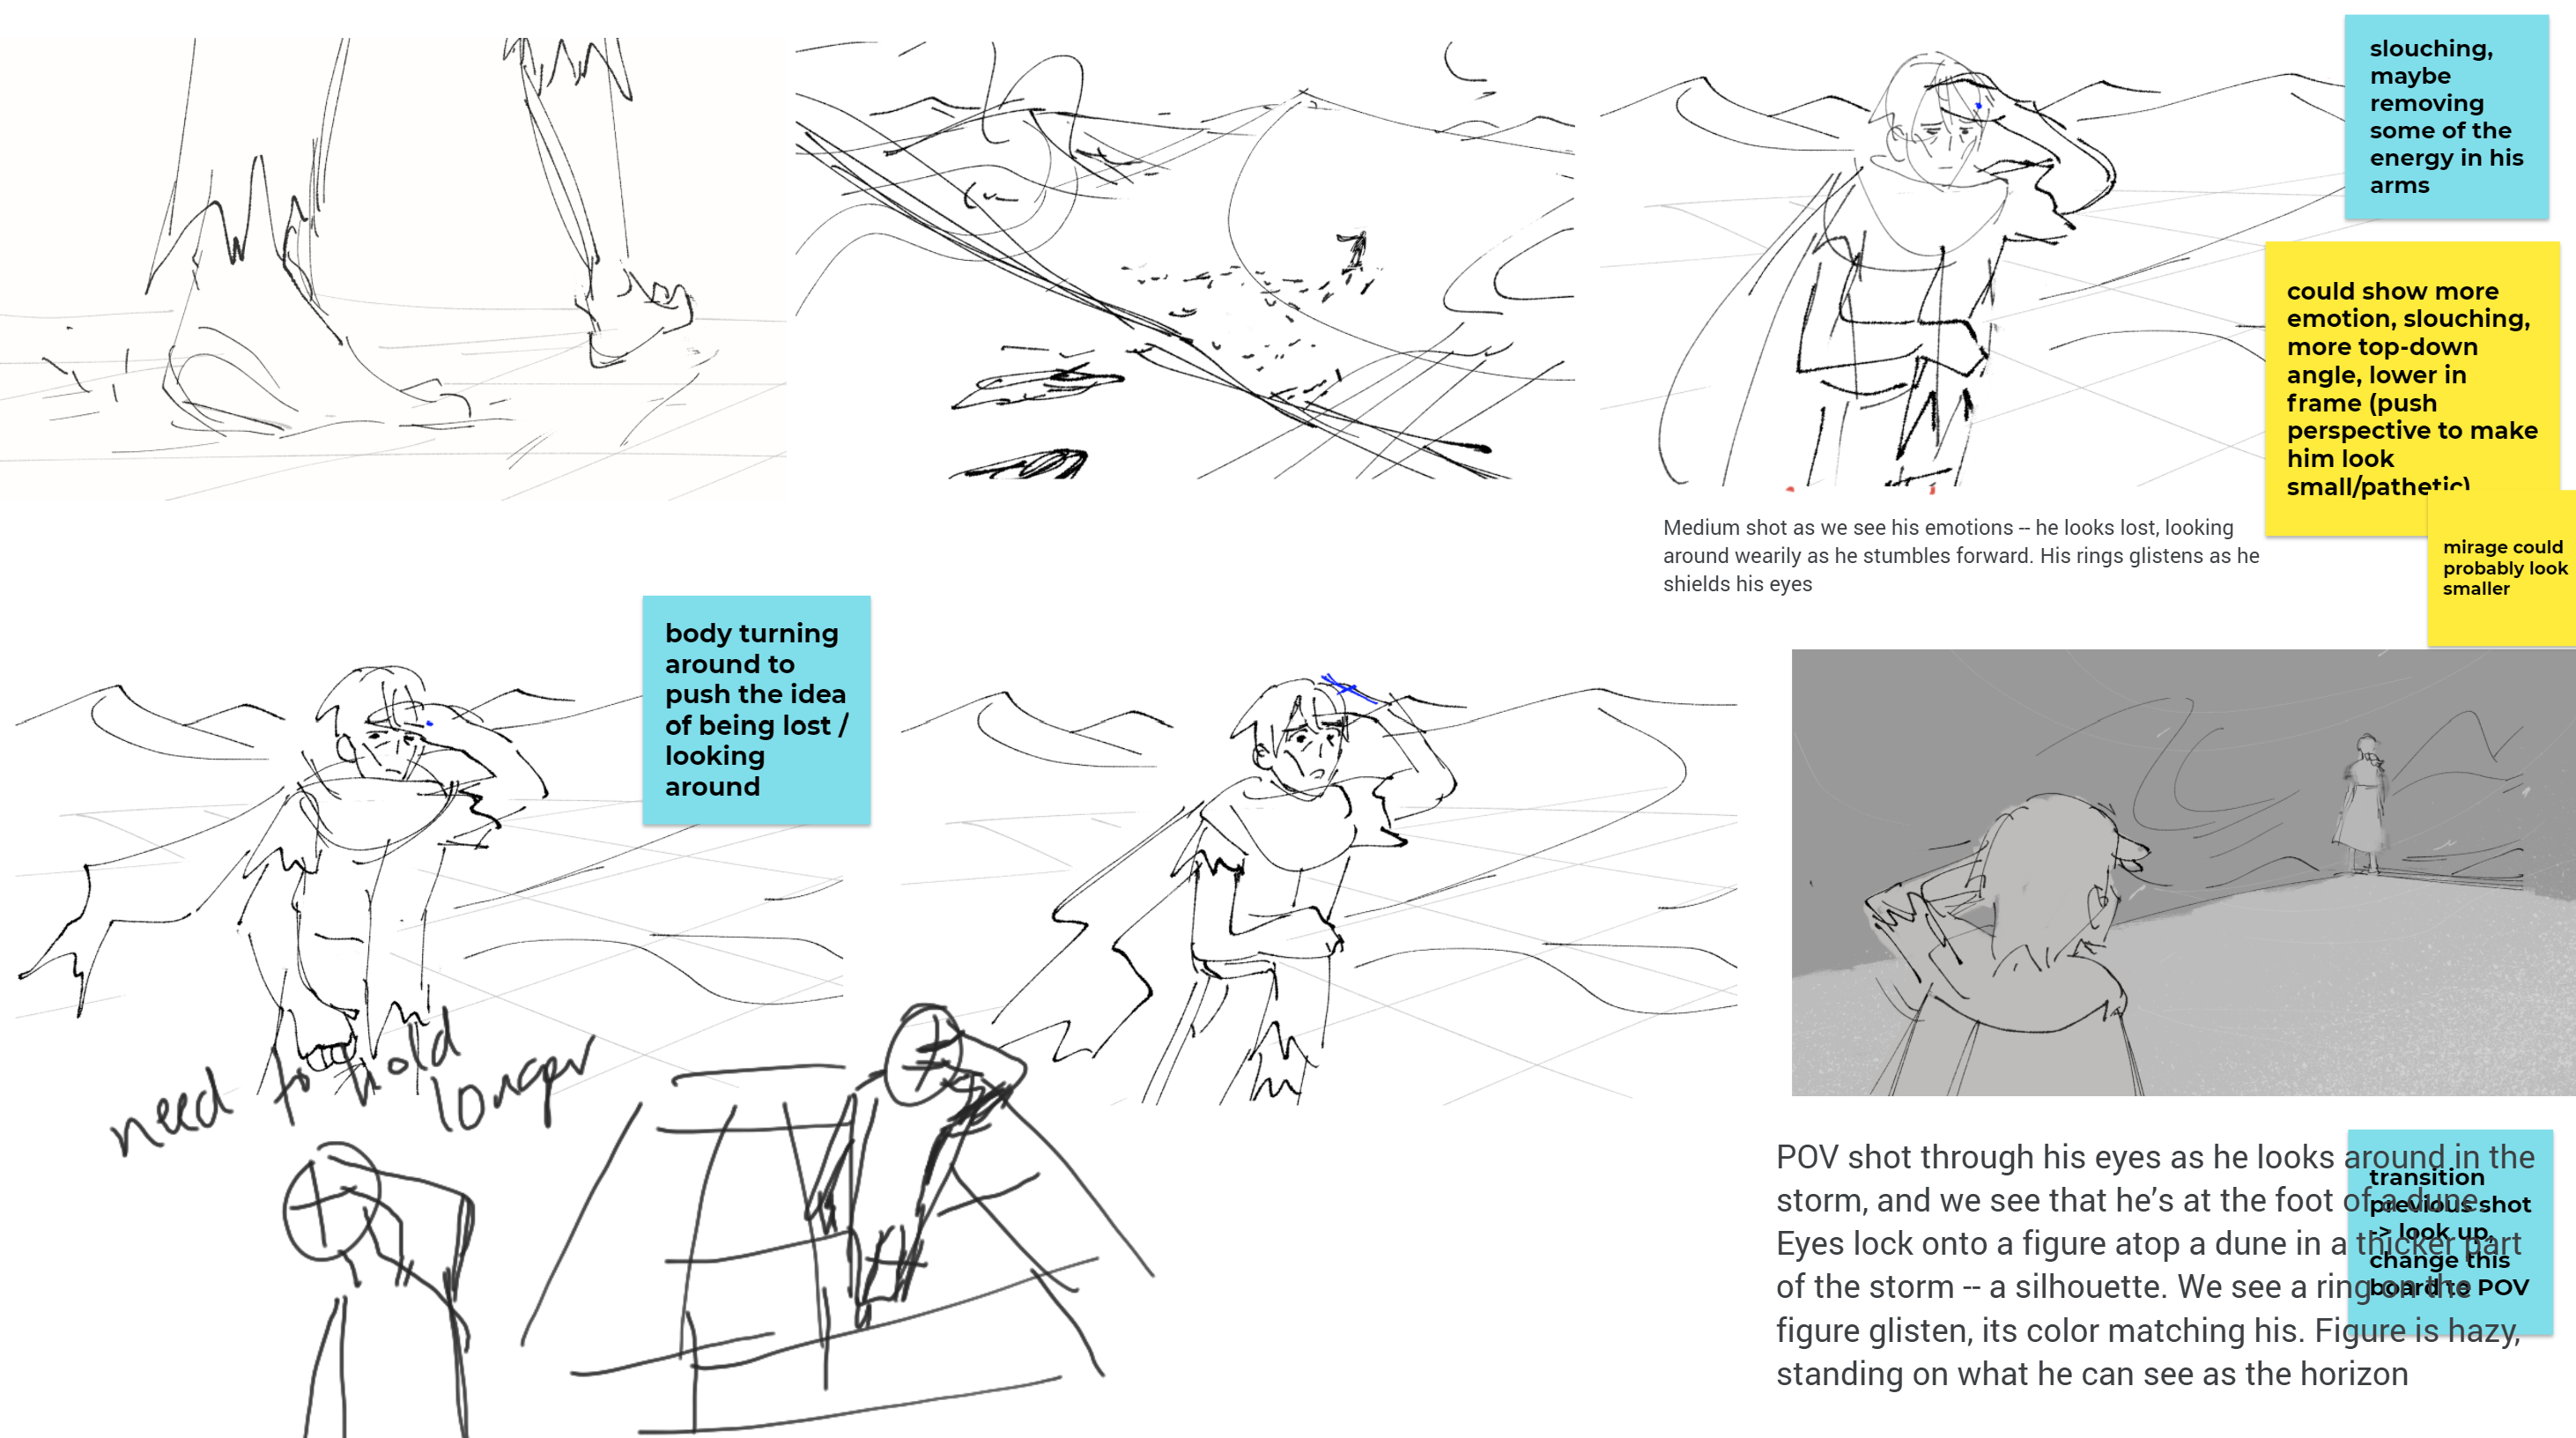 slouching,
maybe
removing
some of the
energy in his
arms
could show more
emotion, slouching,
more top-down
angle, lower in
frame (push
perspective to make
him look
small/pathetic)
Medium shot as we see his emotions -- he looks lost, looking
around wearily as he stumbles forward. His rings glistens as he
shields his eyes
mirage could
probably look
smaller
body turning
around to
push the idea
of being lost /
looking
around
need to hold
longer
POV shot through his eyes as he looks around in the
storm, and we see that he's at the foot of a dune.
Eyes lock onto a figure atop a dune in a thicker part
of the storm -- a silhouette. We see a ring on the
figure glisten, its color matching his. Figure is hazy,
standing on what he can see as the horizon
transition
previous shot
-> look up,
change this
board to POV